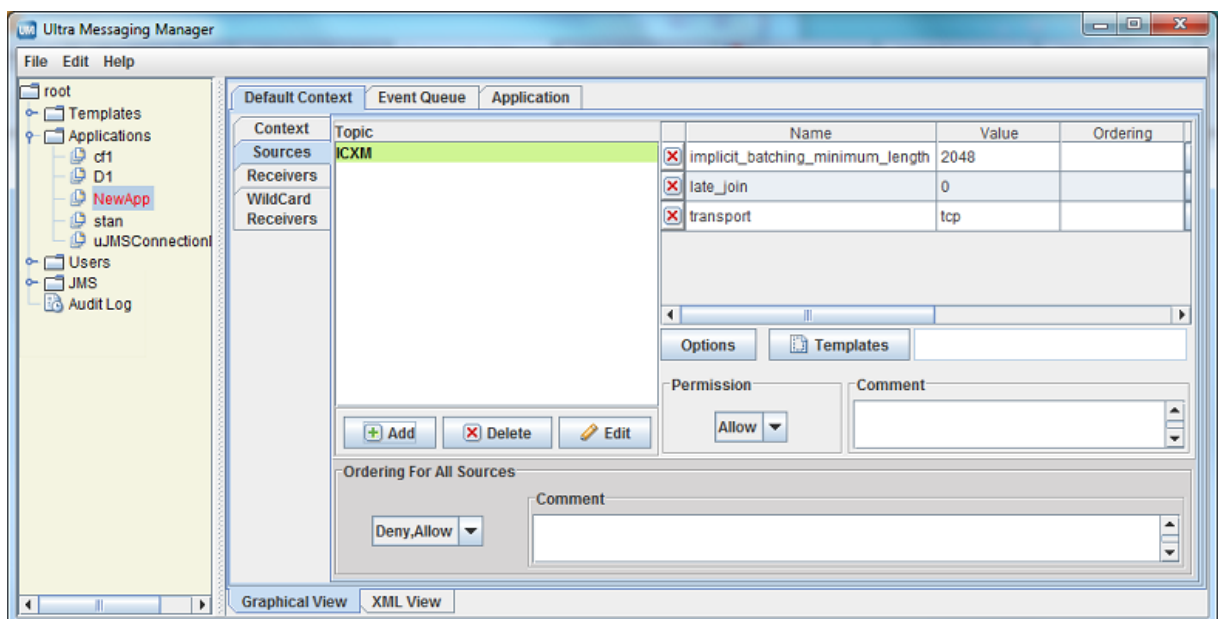 UM Ultra Messaging Manager
File Edit Help
root
Templates
Applications
cf1
D1
NewApp
stan
uJMSConnectionl
Users
JMS
Audit Log
Default Context Event Queue Application
Context
Sources
Receivers
WildCard
Receivers
Topic
ICXM
Name Value Ordering
implicit_batching_minimum_length 2048
late_join 0
transport tcp
Options Templates
Permission Comment
Allow
Add Delete Edit
Ordering For All Sources
Comment
Deny,Allow
Graphical View XML View